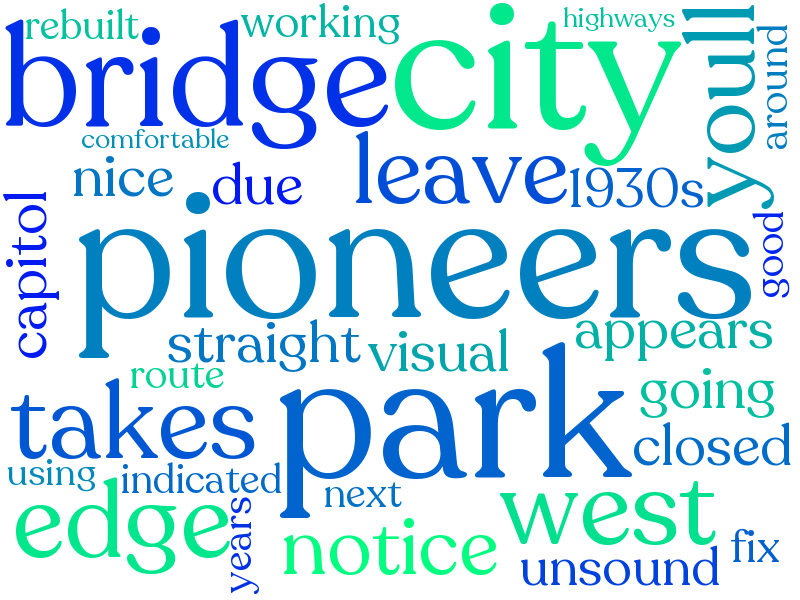 rebuilt
working
highways
bridge
city
youll
around
comfortable
nice
due
leave
1930s
capitol
pioneers
good
straight
visual
appears
route
takes
park
going
closed
using
indicated
next
edge
years
notice
west
unsound
fix